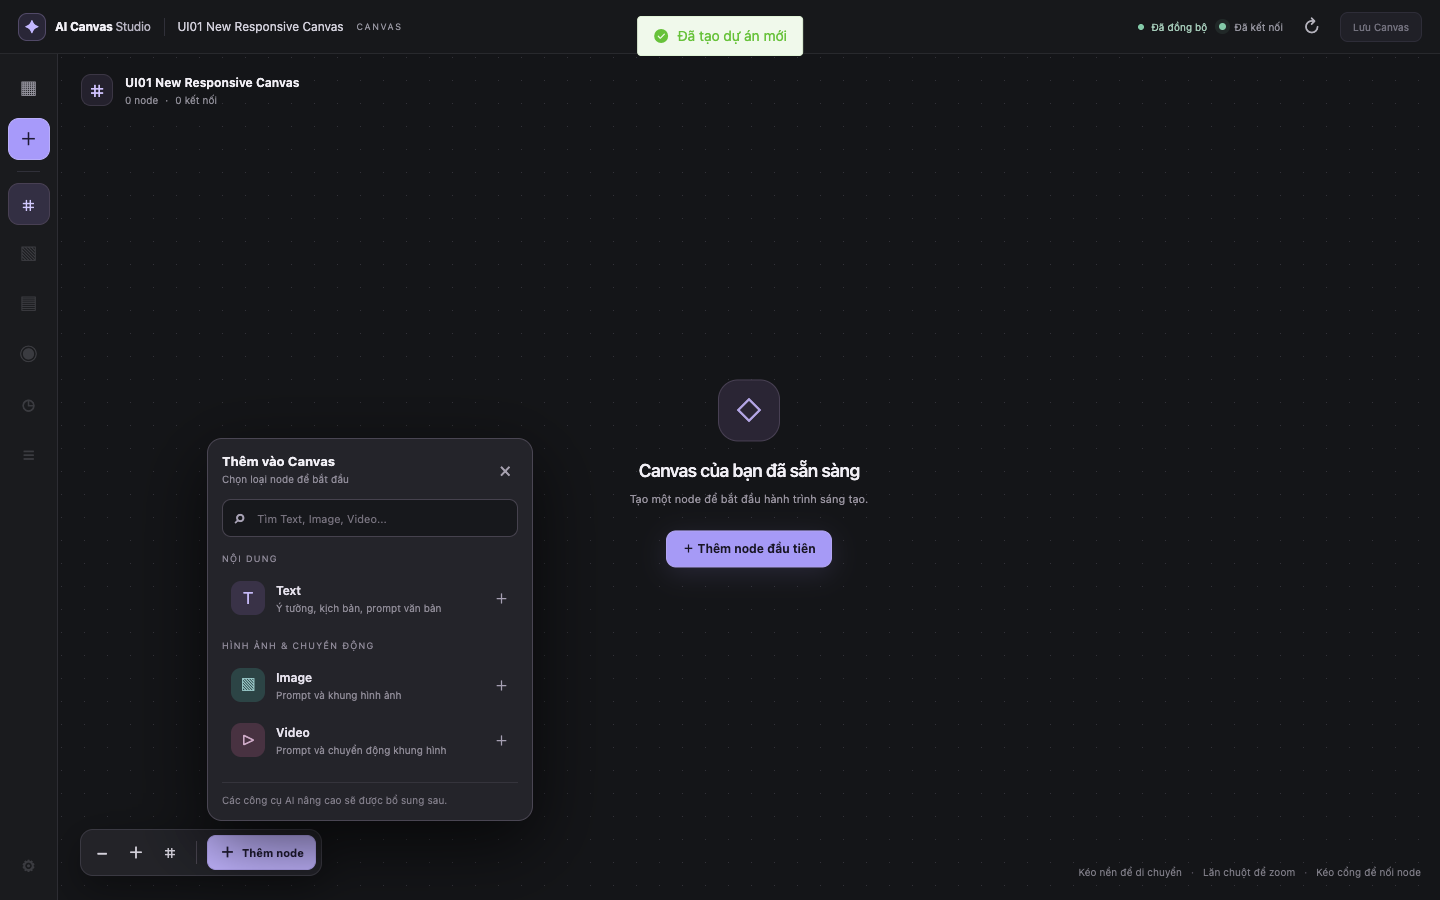 AI Canvas Studio
UI01 New Responsive Canvas
CANVAS
Đã tạo dự án mới
Đã đồng bộ
Đã kết nối
Lưu Canvas
UI01 New Responsive Canvas
0 node · 0 kết nối
Canvas của bạn đã sẵn sàng
Tạo một node để bắt đầu hành trình sáng tạo.
+ Thêm node đầu tiên
Thêm vào Canvas
Chọn loại node để bắt đầu
Tìm Text, Image, Video...
NỘI DUNG
T
Text
Ý tưởng, kịch bản, prompt văn bản
HÌNH ẢNH & CHUYỂN ĐỘNG
Image
Prompt và khung hình ảnh
Video
Prompt và chuyển động khung hình
Các công cụ AI nâng cao sẽ được bổ sung sau.
+ Thêm node
Kéo nền để di chuyển · Lăn chuột để zoom · Kéo cổng để nối node